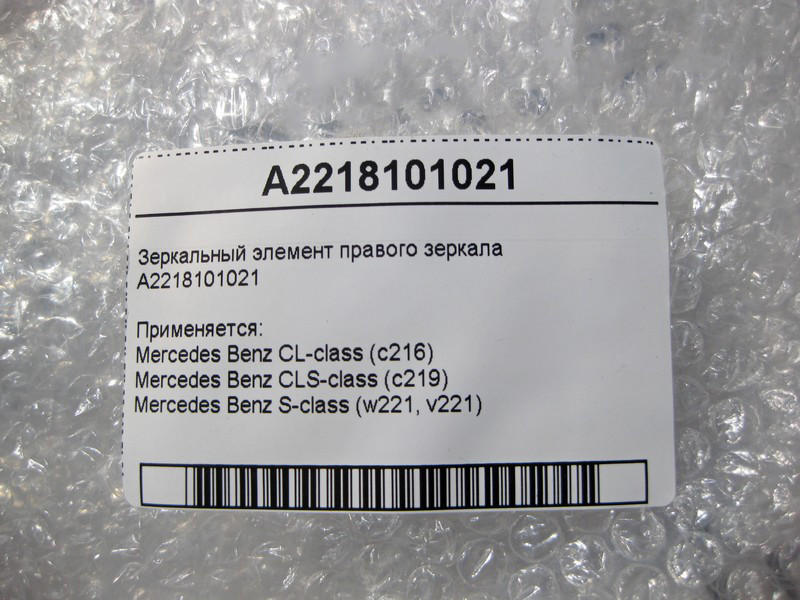 A2218101021
Зеркальный элемент правого зеркала
A2218101021
Применяется:
Mercedes Benz CL-class (c216)
Mercedes Benz CLS-class (c219)
Mercedes Benz S-class (w221, v221)